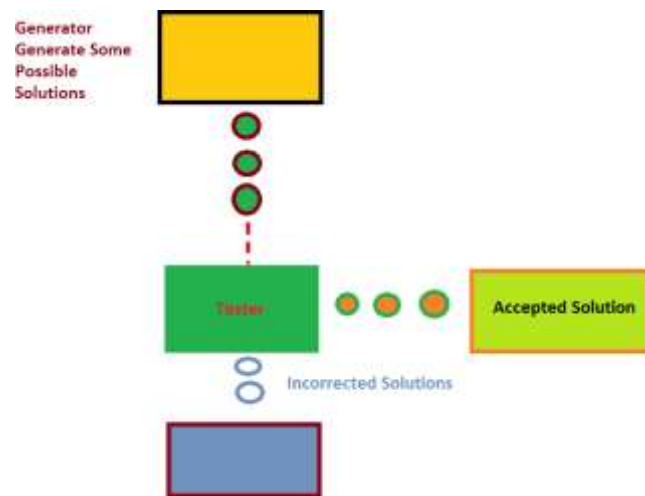 Generator
Generate Some
Possible
Solutions
Tester
Accepted Solution
Incorrected Solutions